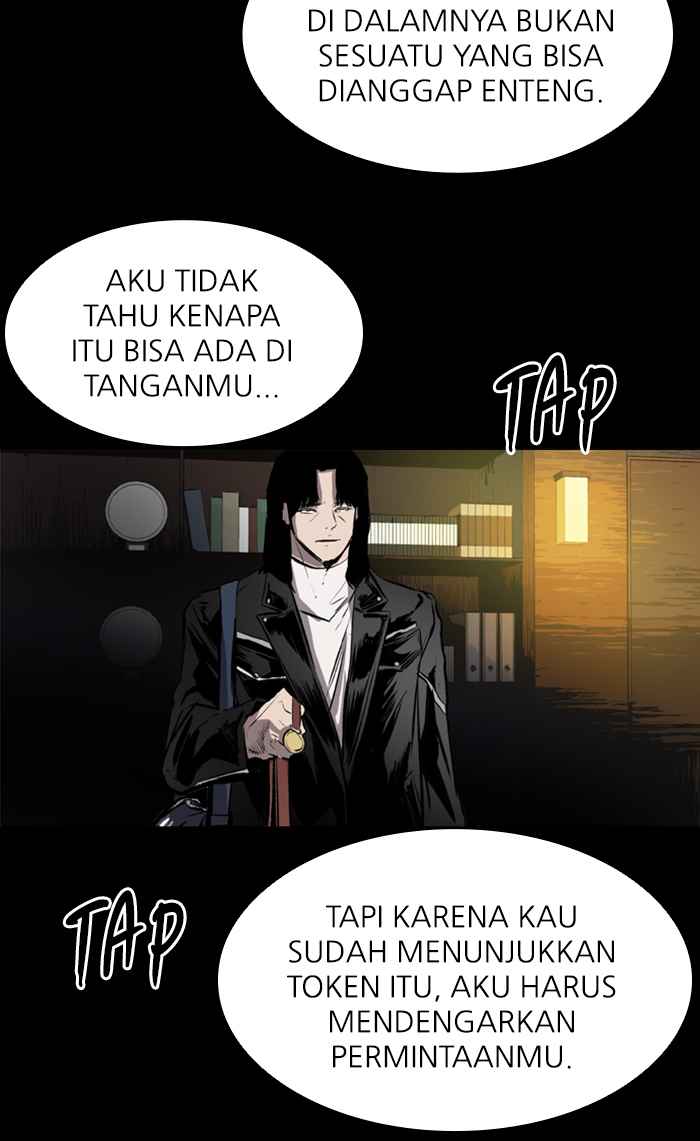 DI DALAMNYA BUKAN
SESUATU YANG BISA
DIANGGAP ENTENG.
AKU TIDAK
TAHU KENAPA
ITU BISA ADA DI
TANGANMU...
TAP
TAP
TAPI KARENA KAU
SUDAH MENUNJUKKAN
TOKEN ITU, AKU HARUS
MENDENGARKAN
PERMINTAANMU.